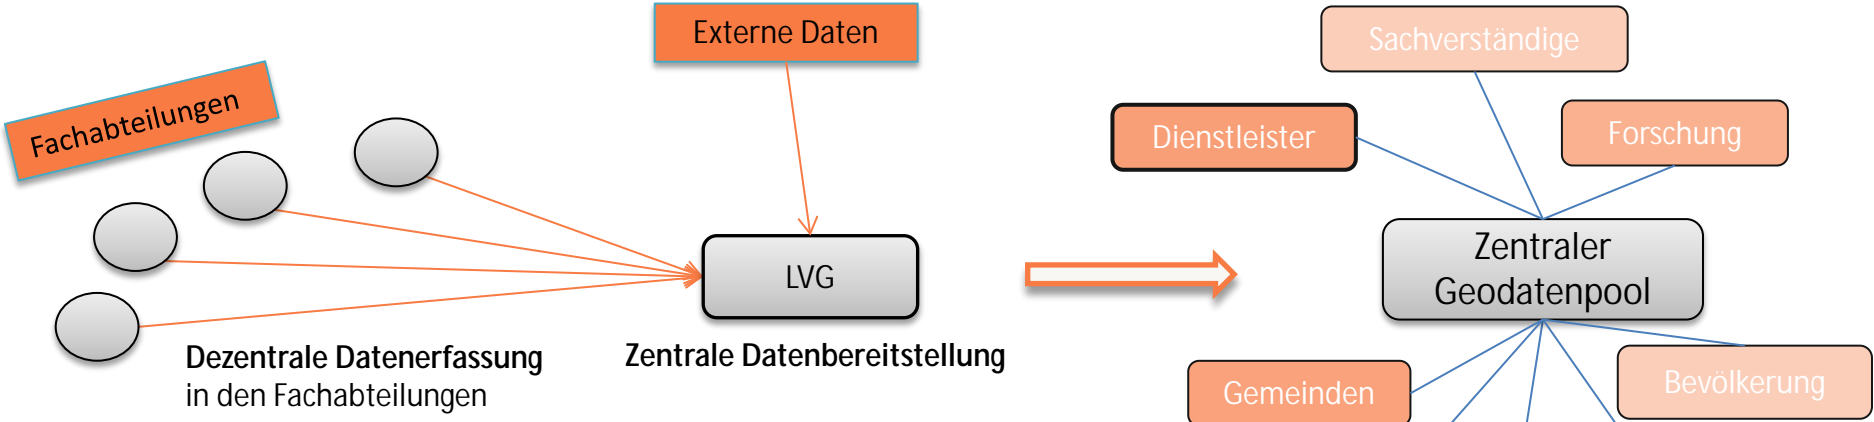 Externe Daten
Fachabteilungen
LVG
Dezentrale Datenerfassung
in den Fachabteilungen
Zentrale Datenbereitstellung
Sachverständige
Dienstleister
Forschung
Zentraler
Geodatenpool
Gemeinden
Bevölkerung